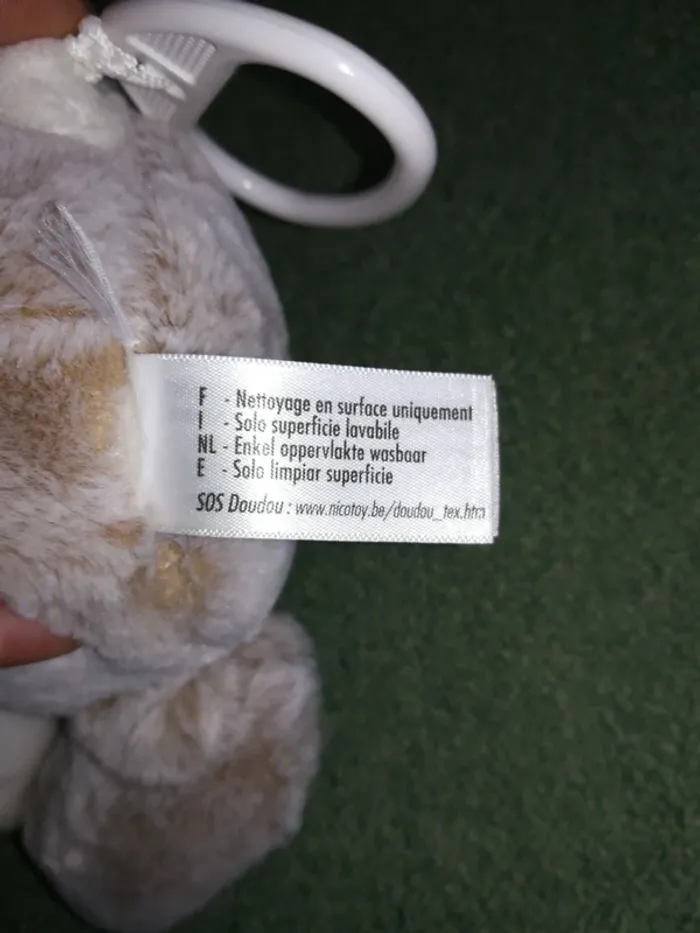 F - Nettoyage en surface uniquement
I - Solo superficie lavabile
NL - Enkel oppervlakte wasbaar
E - Solo limpiar superficie
SOS Doudou : www.nicotoy.be/doudou_tex.htm